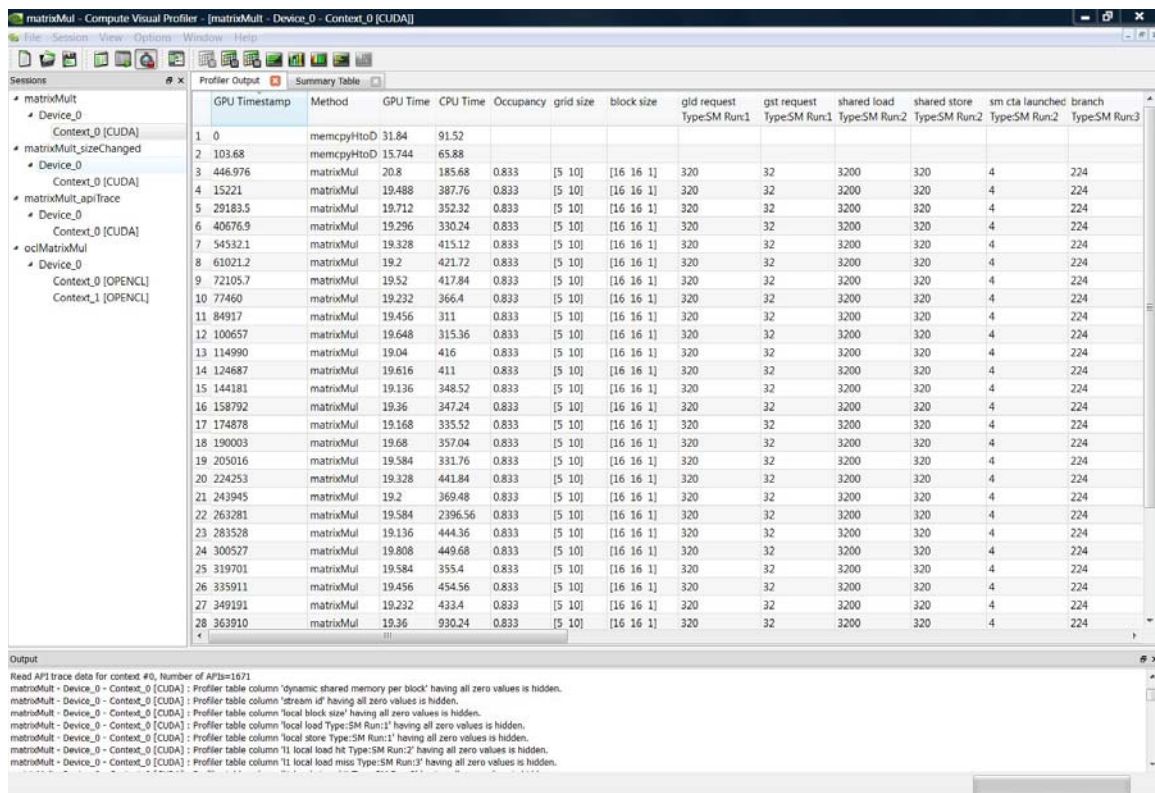 matrixMul - Compute Visual Profiler - [matrixMult - Device_0 - Context_0 [CUDA]]
File Session View Options Window Help
Sessions
Profiler Output Summary Table
matrixMult
Device_0
Context_0 [CUDA]
matrixMult_sizeChanged
Device_0
Context_0 [CUDA]
matrixMult_apiTrace
Device_0
Context_0 [CUDA]
oclMatrixMul
Device_0
Context_0 [OPENCL]
Context_1 [OPENCL]
GPU Timestamp Method GPU Time CPU Time Occupancy grid size block size gld request gst request shared load shared store sm cta launched branch
Type:SM Run:1 Type:SM Run:1 Type:SM Run:2 Type:SM Run:2 Type:SM Run:2 Type:SM Run:3
1 0 memcpyHtoD 31.84 91.52
2 103.68 memcpyHtoD 15.744 65.88
3 446.976 matrixMul 20.8 185.68 0.833 [5 10] [16 16 1] 320 32 3200 320 4 224
4 15221 matrixMul 19.488 387.76 0.833 [5 10] [16 16 1] 320 32 3200 320 4 224
5 29183.5 matrixMul 19.712 352.32 0.833 [5 10] [16 16 1] 320 32 3200 320 4 224
6 40676.9 matrixMul 19.296 330.24 0.833 [5 10] [16 16 1] 320 32 3200 320 4 224
7 54532.1 matrixMul 19.328 415.12 0.833 [5 10] [16 16 1] 320 32 3200 320 4 224
8 61021.2 matrixMul 19.2 421.72 0.833 [5 10] [16 16 1] 320 32 3200 320 4 224
9 72105.7 matrixMul 19.52 417.84 0.833 [5 10] [16 16 1] 320 32 3200 320 4 224
10 77460 matrixMul 19.232 366.4 0.833 [5 10] [16 16 1] 320 32 3200 320 4 224
11 84917 matrixMul 19.456 311 0.833 [5 10] [16 16 1] 320 32 3200 320 4 224
12 100657 matrixMul 19.648 315.36 0.833 [5 10] [16 16 1] 320 32 3200 320 4 224
13 114990 matrixMul 19.04 416 0.833 [5 10] [16 16 1] 320 32 3200 320 4 224
14 124687 matrixMul 19.616 411 0.833 [5 10] [16 16 1] 320 32 3200 320 4 224
15 144181 matrixMul 19.136 348.52 0.833 [5 10] [16 16 1] 320 32 3200 320 4 224
16 158792 matrixMul 19.36 347.24 0.833 [5 10] [16 16 1] 320 32 3200 320 4 224
17 174878 matrixMul 19.168 335.52 0.833 [5 10] [16 16 1] 320 32 3200 320 4 224
18 190003 matrixMul 19.68 357.04 0.833 [5 10] [16 16 1] 320 32 3200 320 4 224
19 205016 matrixMul 19.584 331.76 0.833 [5 10] [16 16 1] 320 32 3200 320 4 224
20 224253 matrixMul 19.328 441.84 0.833 [5 10] [16 16 1] 320 32 3200 320 4 224
21 243945 matrixMul 19.2 369.48 0.833 [5 10] [16 16 1] 320 32 3200 320 4 224
22 263281 matrixMul 19.584 2396.56 0.833 [5 10] [16 16 1] 320 32 3200 320 4 224
23 283528 matrixMul 19.136 444.36 0.833 [5 10] [16 16 1] 320 32 3200 320 4 224
24 300527 matrixMul 19.808 449.68 0.833 [5 10] [16 16 1] 320 32 3200 320 4 224
25 319701 matrixMul 19.584 355.4 0.833 [5 10] [16 16 1] 320 32 3200 320 4 224
26 335911 matrixMul 19.456 454.56 0.833 [5 10] [16 16 1] 320 32 3200 320 4 224
27 349191 matrixMul 19.232 433.4 0.833 [5 10] [16 16 1] 320 32 3200 320 4 224
28 363910 matrixMul 19.36 930.24 0.833 [5 10] [16 16 1] 320 32 3200 320 4 224
Output
Read API trace data for context #0, Number of APIs=1671
matrixMult - Device_0 - Context_0 [CUDA] : Profiler table column 'dynamic shared memory per block' having all zero values is hidden.
matrixMult - Device_0 - Context_0 [CUDA] : Profiler table column 'stream id' having all zero values is hidden.
matrixMult - Device_0 - Context_0 [CUDA] : Profiler table column 'local block size' having all zero values is hidden.
matrixMult - Device_0 - Context_0 [CUDA] : Profiler table column 'local load Type:SM Run:1' having all zero values is hidden.
matrixMult - Device_0 - Context_0 [CUDA] : Profiler table column 'local store Type:SM Run:1' having all zero values is hidden.
matrixMult - Device_0 - Context_0 [CUDA] : Profiler table column 'l1 local load hit Type:SM Run:2' having all zero values is hidden.
matrixMult - Device_0 - Context_0 [CUDA] : Profiler table column 'l1 local load miss Type:SM Run:3' having all zero values is hidden.